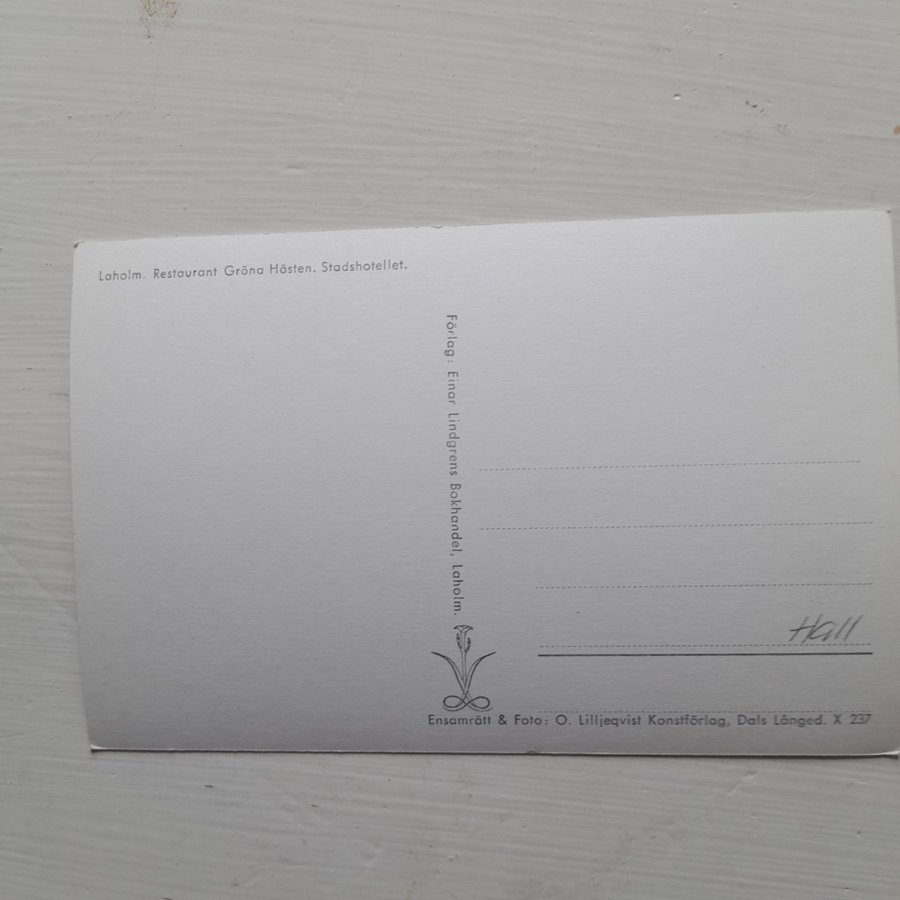 Laholm. Restaurant Gröna Hästen. Stadshotellet.
Förlag: Einar Lindgrens Bokhandel, Laholm.
Hall
Ensamrätt & Foto: O. Lilljeqvist Konstförlag, Dals Långed. X 237